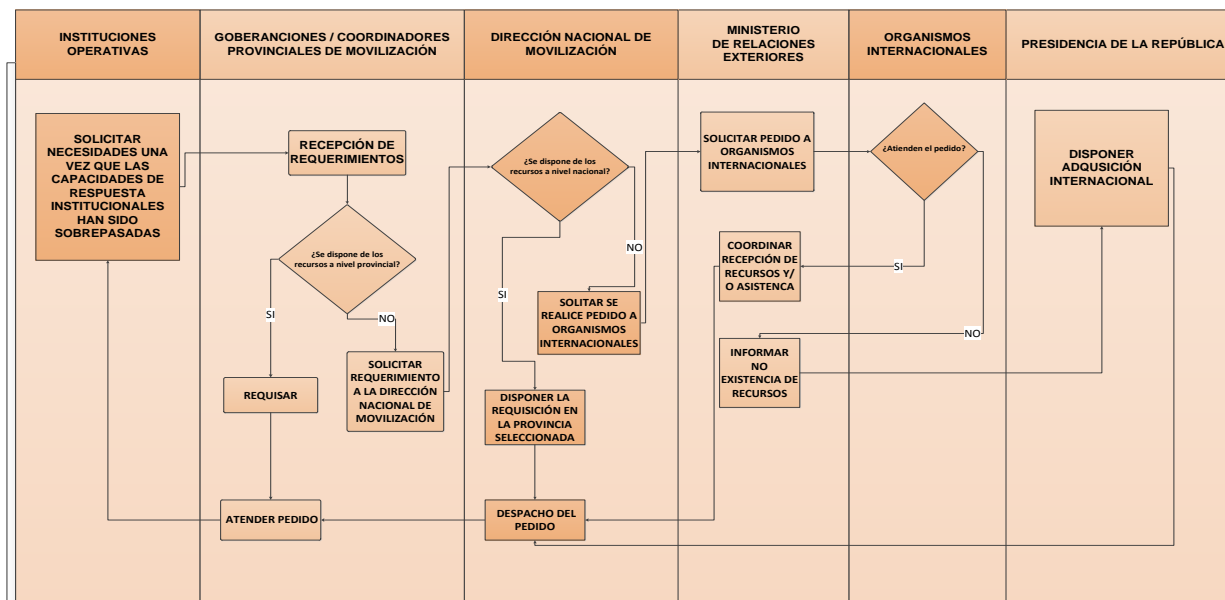 INSTITUCIONES
OPERATIVAS
GOBERANCIONES / COORDINADORES
PROVINCIALES DE MOVILIZACIÓN
DIRECCIÓN NACIONAL DE
MOVILIZACIÓN
MINISTERIO
DE RELACIONES
EXTERIORES
ORGANISMOS
INTERNACIONALES
PRESIDENCIA DE LA REPÚBLICA
SOLICITAR
NECESIDADES UNA
VEZ QUE LAS
CAPACIDADES DE
RESPUESTA
INSTITUCIONALES
HAN SIDO
SOBREPASADAS
RECEPCIÓN DE
REQUERIMIENTOS
¿Se dispone de los
recursos a nivel provincial?
SI
NO
REQUISAR
SOLICITAR
REQUERIMIENTO
A LA DIRECCIÓN
NACIONAL DE
MOVILIZACIÓN
ATENDER PEDIDO
¿Se dispone de los
recursos a nivel nacional?
NO
SI
SOLITAR SE
REALICE PEDIDO A
ORGANISMOS
INTERNACIONALES
DISPONER LA
REQUISICIÓN EN
LA PROVINCIA
SELECCIONADA
DESPACHO DEL
PEDIDO
SOLICITAR PEDIDO A
ORGANISMOS
INTERNACIONALES
COORDINAR
RECEPCIÓN DE
RECURSOS Y/
O ASISTENCA
INFORMAR
NO
EXISTENCIA DE
RECURSOS
¿Atienden el pedido?
SI
NO
DISPONER
ADQUSICIÓN
INTERNACIONAL